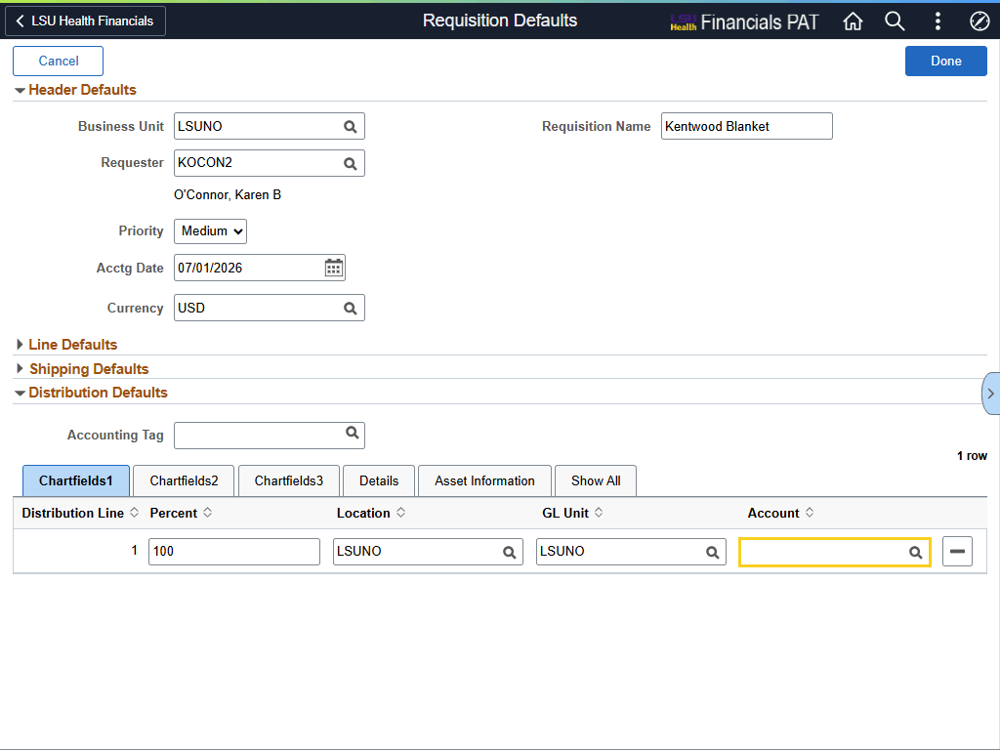 LSU Health Financials
Requisition Defaults
LSU Health Financials PAT
Cancel
Done
Header Defaults
Business Unit LSUNO
Requisition Name Kentwood Blanket
Requester KOCON2
O'Connor, Karen B
Priority Medium
Acctg Date 07/01/2026
Currency USD
Line Defaults
Shipping Defaults
Distribution Defaults
Accounting Tag
1 row
Chartfields1 Chartfields2 Chartfields3 Details Asset Information Show All
Distribution Line Percent Location GL Unit Account
1 100 LSUNO LSUNO